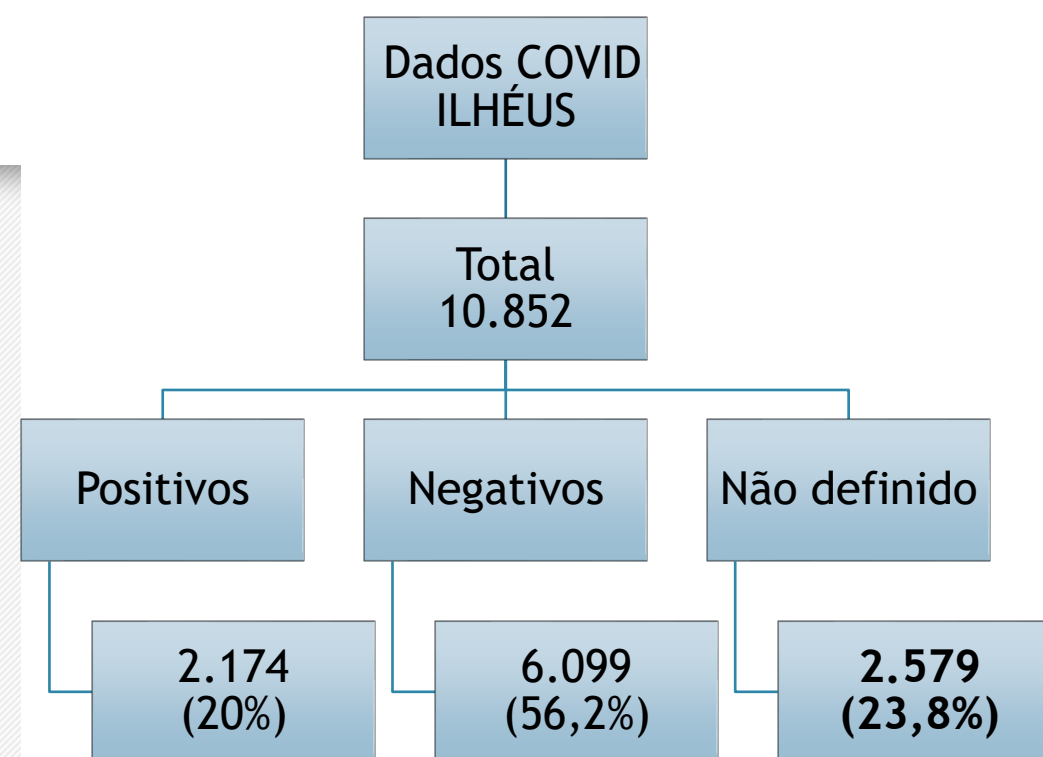 Dados COVID
ILHÉUS
Total
10.852
Positivos
Negativos
Não definido
2.174
(20%)
6.099
(56,2%)
2.579
(23,8%)